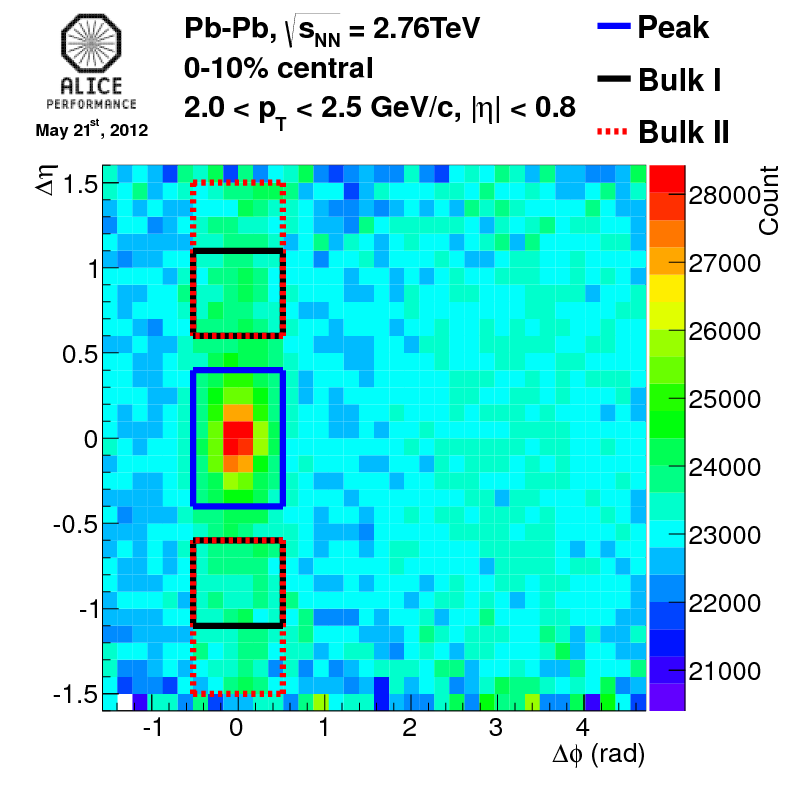 ALICE
PERFORMANCE
May 21st, 2012
Pb-Pb, √sNN = 2.76TeV
0-10% central
2.0 < pT < 2.5 GeV/c, |η| < 0.8
Peak
Bulk I
Bulk II
Δη
1.5
1
0.5
0
-0.5
-1
-1.5
-1
0
1
2
3
4
Δϕ (rad)
Count
28000
27000
26000
25000
24000
23000
22000
21000